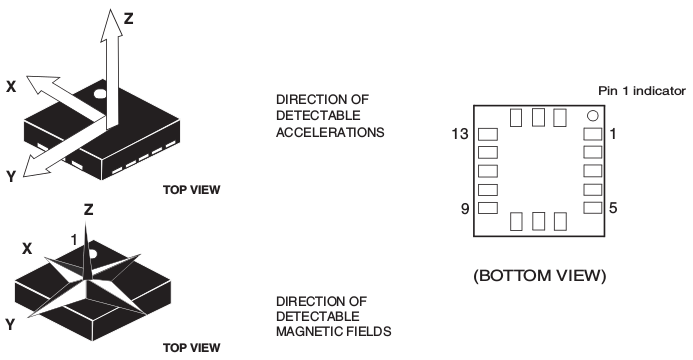 Z
X
Y
TOP VIEW
DIRECTION OF
DETECTABLE
ACCELERATIONS
Z
1
X
Y
TOP VIEW
DIRECTION OF
DETECTABLE
MAGNETIC FIELDS
Pin 1 indicator
13 1
9 5
(BOTTOM VIEW)